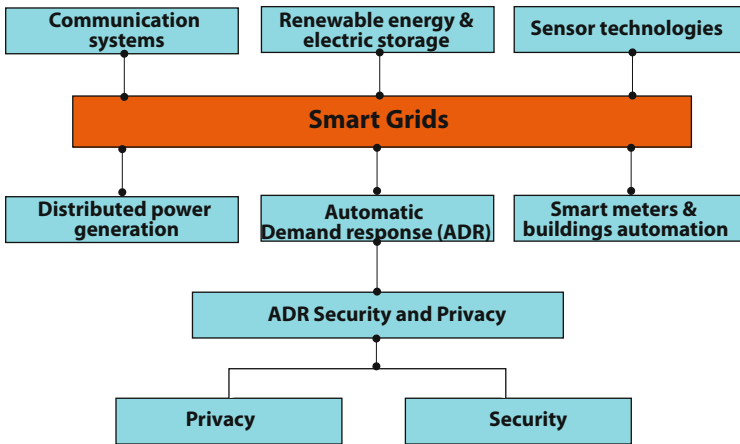 Communication
systems
Renewable energy &
electric storage
Sensor technologies
Smart Grids
Distributed power
generation
Automatic
Demand response (ADR)
Smart meters &
buildings automation
ADR Security and Privacy
Privacy
Security